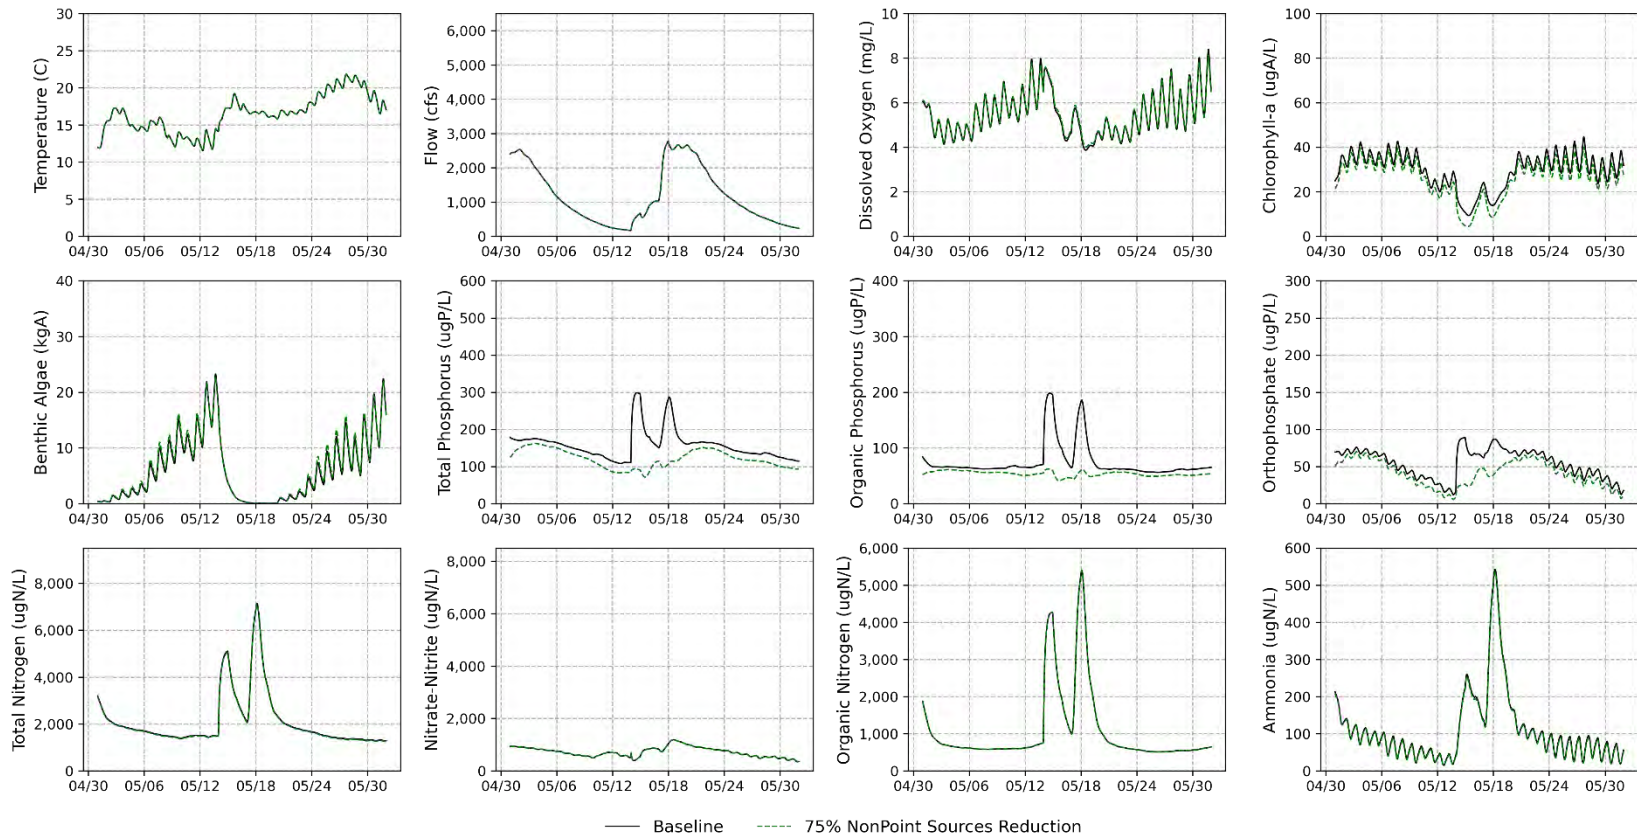 Temperature (C)
30
25
20
15
10
5
0
04/30 05/06 05/12 05/18 05/24 05/30
Flow (cfs)
6,000
5,000
4,000
3,000
2,000
1,000
0
04/30 05/06 05/12 05/18 05/24 05/30
Dissolved Oxygen (mg/L)
10
8
6
4
2
0
04/30 05/06 05/12 05/18 05/24 05/30
Chlorophyll-a (ugA/L)
100
80
60
40
20
0
04/30 05/06 05/12 05/18 05/24 05/30
Benthic Algae (kgA)
40
30
20
10
0
04/30 05/06 05/12 05/18 05/24 05/30
Total Phosphorus (ugP/L)
600
500
400
300
200
100
0
04/30 05/06 05/12 05/18 05/24 05/30
Organic Phosphorus (ugP/L)
400
300
200
100
0
04/30 05/06 05/12 05/18 05/24 05/30
Orthophosphate (ugP/L)
300
250
200
150
100
50
0
04/30 05/06 05/12 05/18 05/24 05/30
Total Nitrogen (ugN/L)
8,000
6,000
4,000
2,000
0
04/30 05/06 05/12 05/18 05/24 05/30
Nitrate-Nitrite (ugN/L)
8,000
6,000
4,000
2,000
0
04/30 05/06 05/12 05/18 05/24 05/30
Organic Nitrogen (ugN/L)
6,000
5,000
4,000
3,000
2,000
1,000
0
04/30 05/06 05/12 05/18 05/24 05/30
Ammonia (ugN/L)
600
500
400
300
200
100
0
04/30 05/06 05/12 05/18 05/24 05/30
Baseline 75% NonPoint Sources Reduction